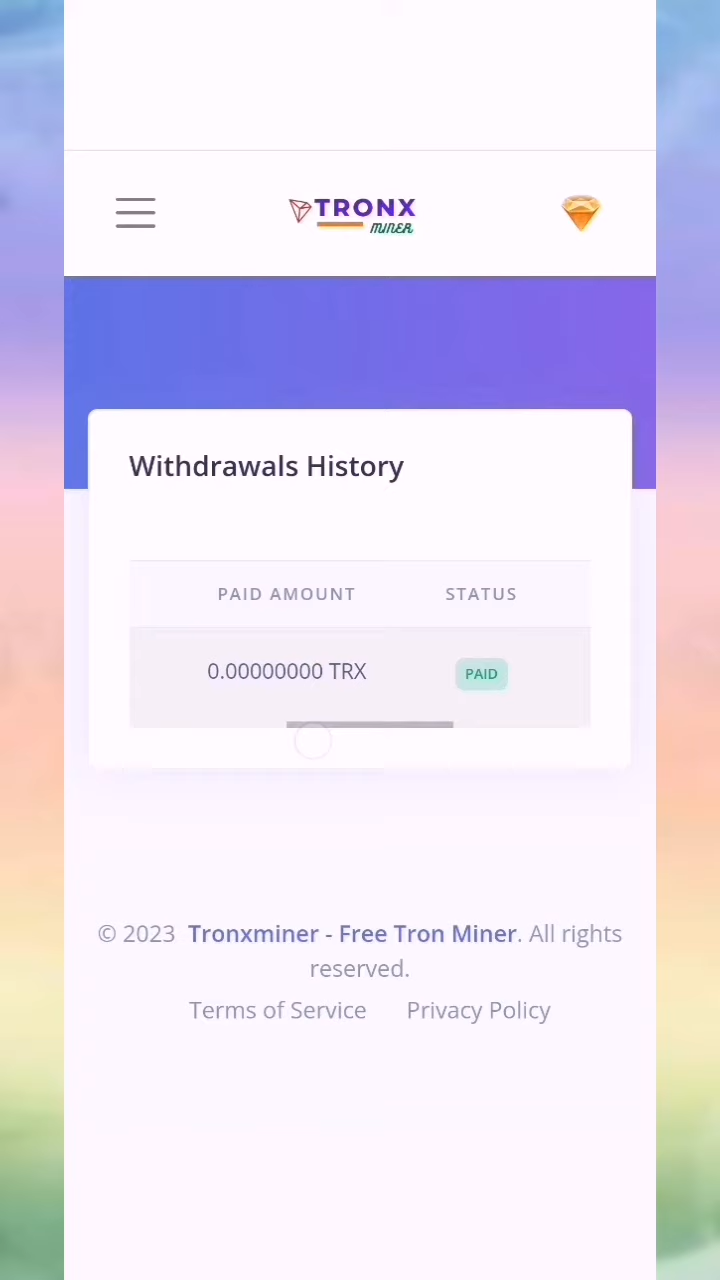 TRONX
MINER
Withdrawals History
PAID AMOUNT STATUS
0.00000000 TRX PAID
© 2023 Tronxminer - Free Tron Miner. All rights
reserved.
Terms of Service Privacy Policy